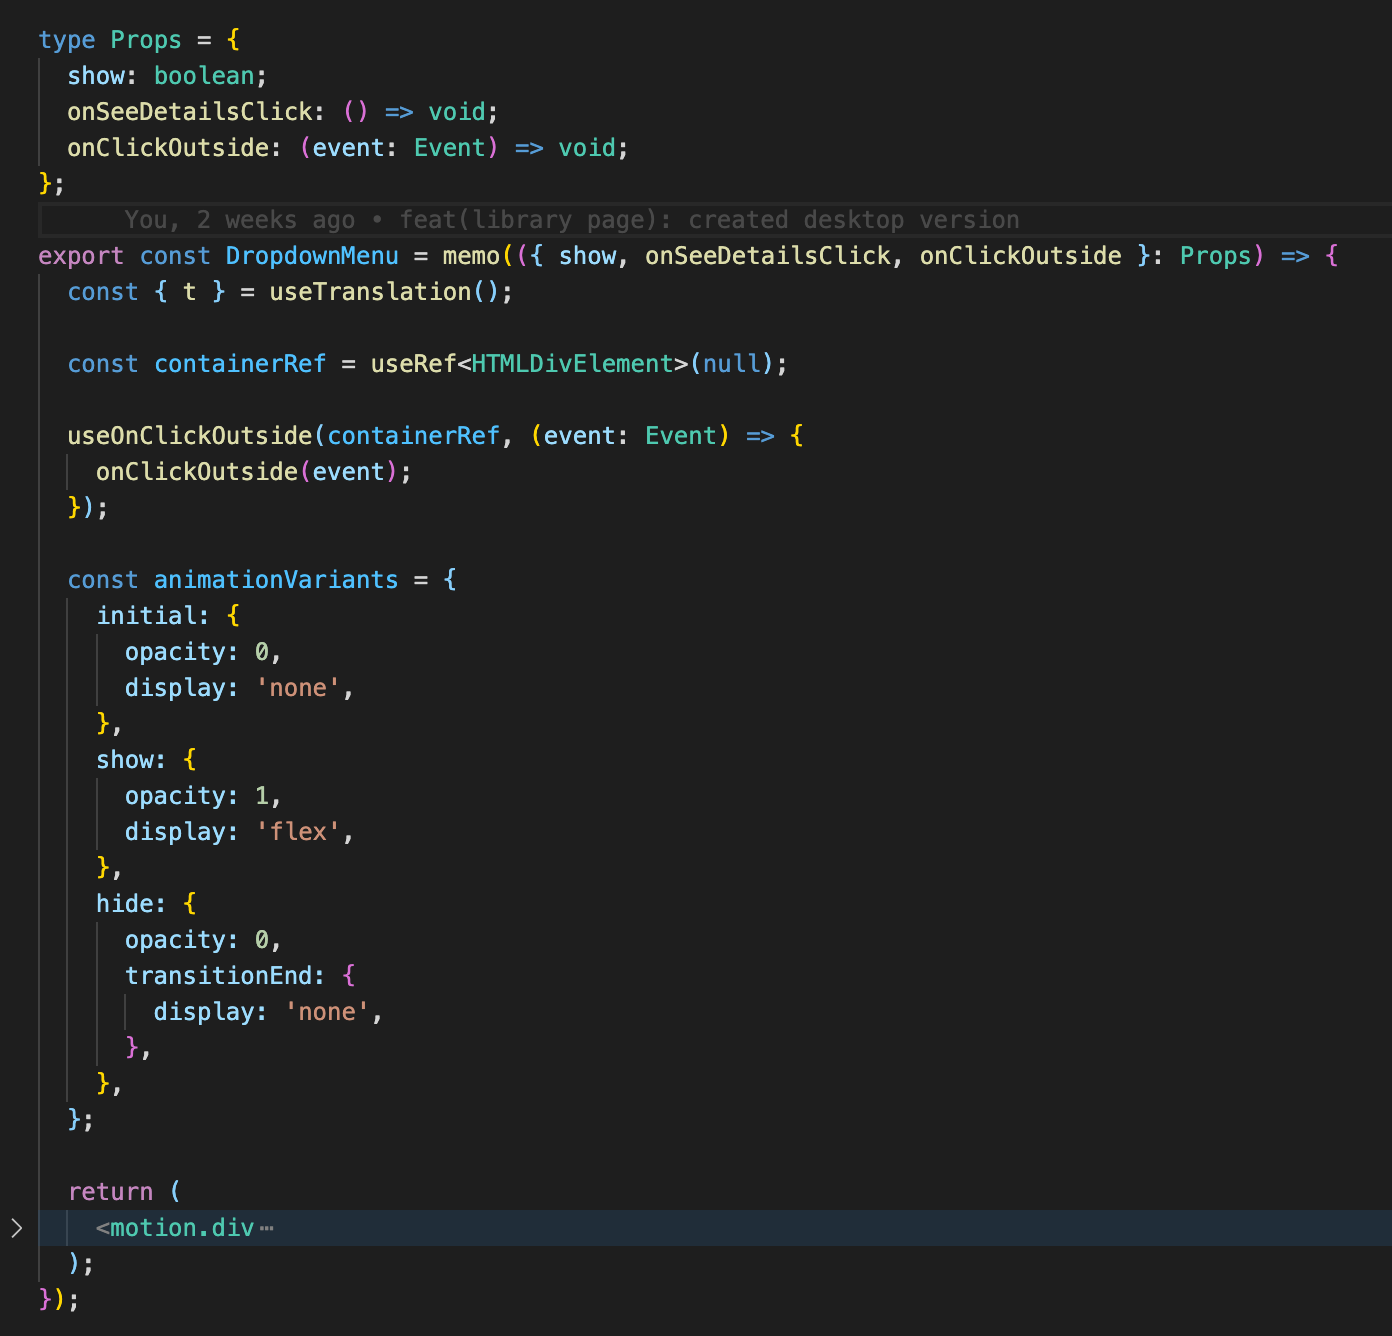 type Props = {
  show: boolean;
  onSeeDetailsClick: () => void;
  onClickOutside: (event: Event) => void;
};
You, 2 weeks ago • feat(library page): created desktop version
export const DropdownMenu = memo(({ show, onSeeDetailsClick, onClickOutside }: Props) => {
  const { t } = useTranslation();
  const containerRef = useRef<HTMLDivElement>(null);
  useOnClickOutside(containerRef, (event: Event) => {
    onClickOutside(event);
  });
  const animationVariants = {
    initial: {
      opacity: 0,
      display: 'none',
    },
    show: {
      opacity: 1,
      display: 'flex',
    },
    hide: {
      opacity: 0,
      transitionEnd: {
        display: 'none',
      },
    },
  };
  return (
    <motion.div…
  );
});